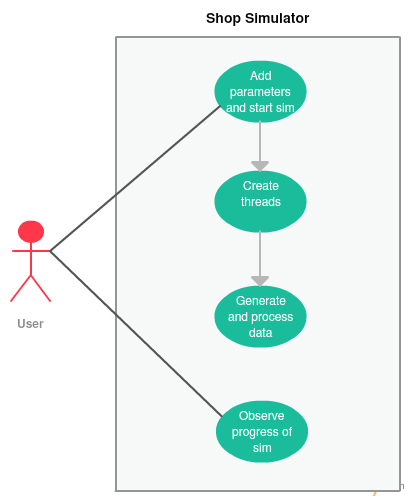 Shop Simulator
Add
parameters
and start sim
Create
threads
User
Generate
and process
data
Observe
progress of
sim